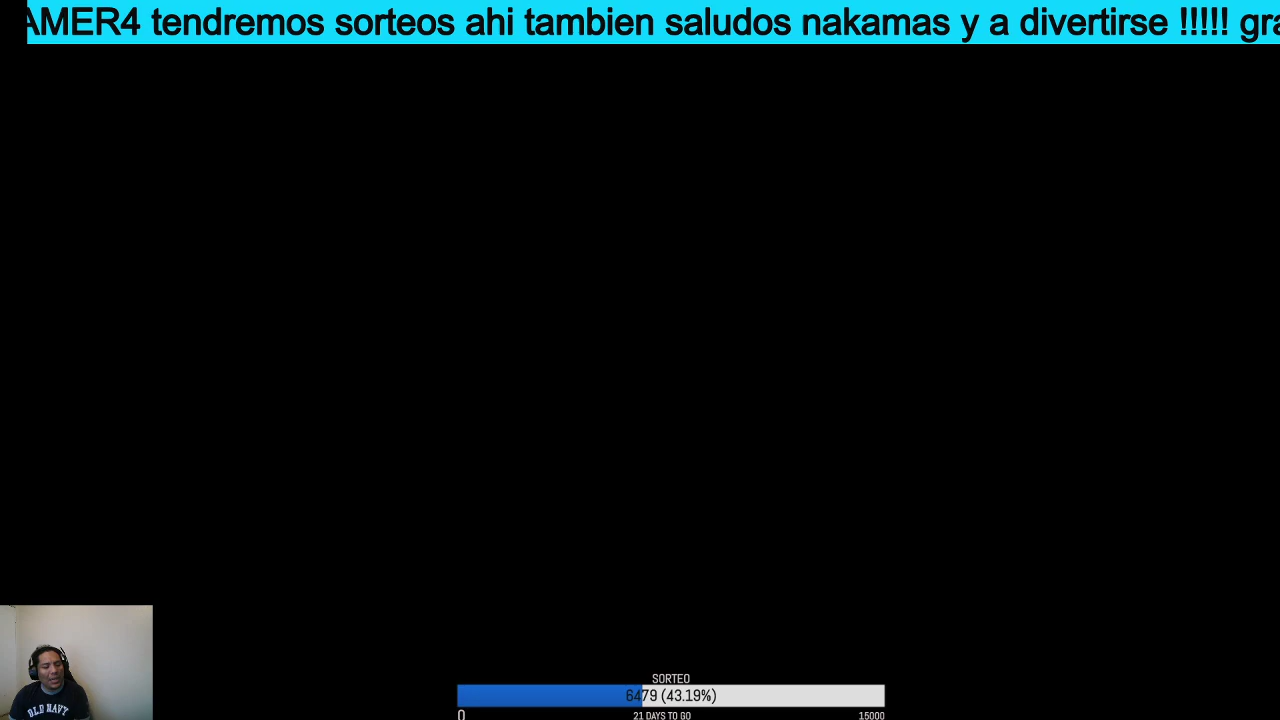 AMER4 tendremos sorteos ahi tambien saludos nakamas y a divertirse !!!!! gra
OLD NAVY
SORTEO
6479 (43.19%)
0 21 DAYS TO GO 15000